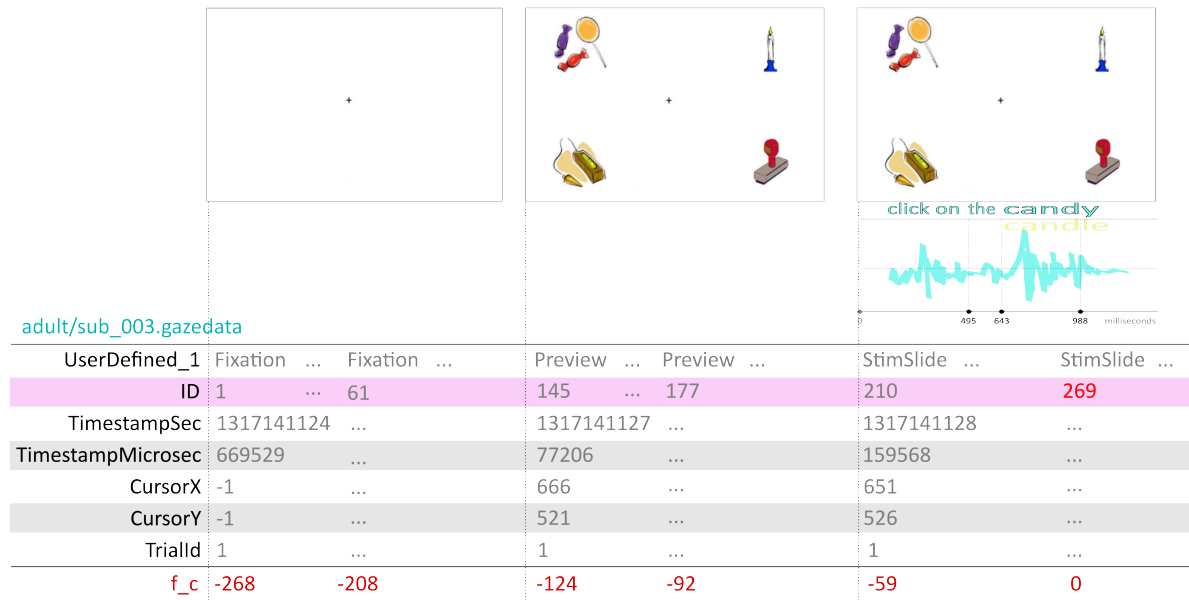 click on the candy
candle
0 495 643 988 milliseconds
adult/sub_003.gazedata
UserDefined_1 Fixation ... Fixation ... Preview ... Preview ... StimSlide ... StimSlide ...
ID 1 ... 61 145 ... 177 210 269
TimestampSec 1317141124 ... 1317141127 ... 1317141128 ...
TimestampMicrosec 669529 ... 77206 ... 159568 ...
CursorX -1 ... 666 ... 651 ...
CursorY -1 ... 521 ... 526 ...
TrialId 1 ... 1 ... 1 ...
f_c -268 -208 -124 -92 -59 0